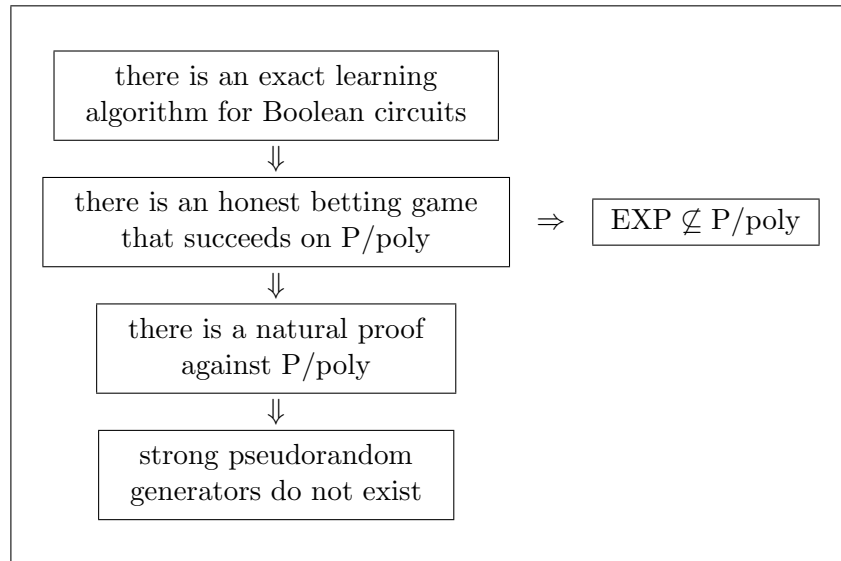 there is an exact learning
algorithm for Boolean circuits
⇓
there is an honest betting game
that succeeds on P/poly
⇒ EXP ⊈ P/poly
⇓
there is a natural proof
against P/poly
⇓
strong pseudorandom
generators do not exist